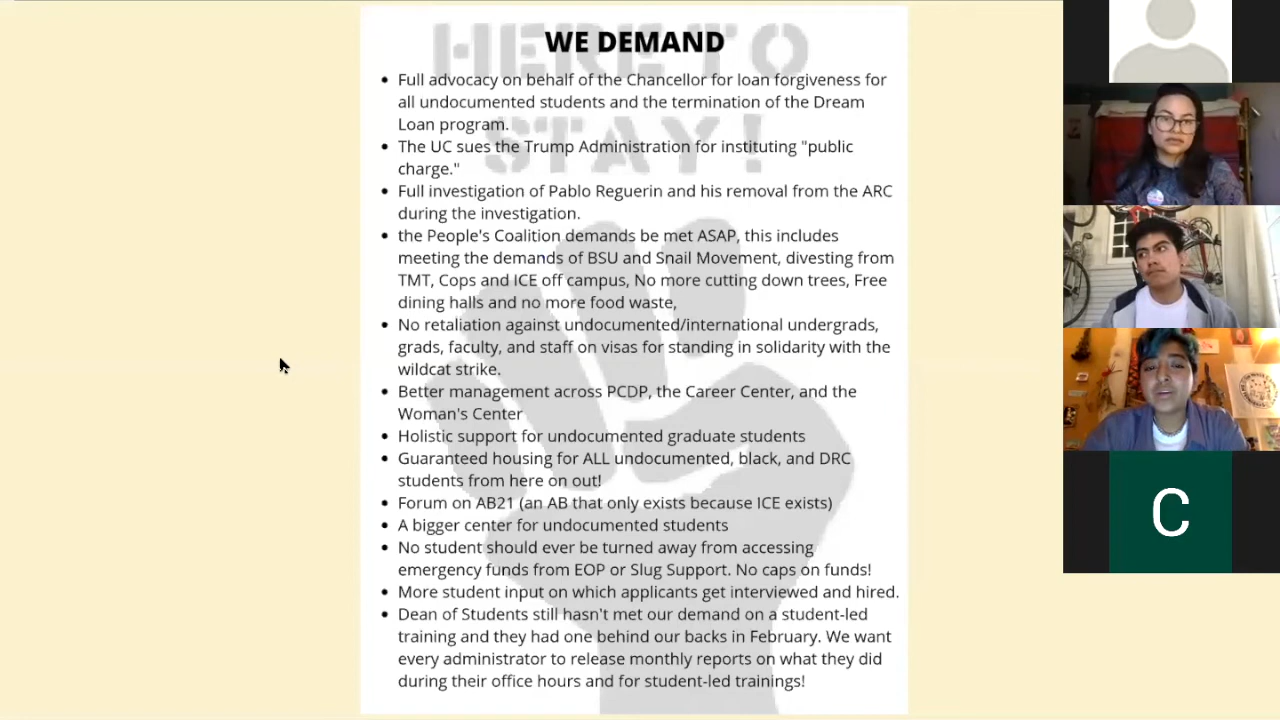 HERE TO
STAY!
WE DEMAND
Full advocacy on behalf of the Chancellor for loan forgiveness for
all undocumented students and the termination of the Dream
Loan program.
The UC sues the Trump Administration for instituting "public
charge."
Full investigation of Pablo Reguerin and his removal from the ARC
during the investigation.
the People's Coalition demands be met ASAP, this includes
meeting the demands of BSU and Snail Movement, divesting from
TMT, Cops and ICE off campus, No more cutting down trees, Free
dining halls and no more food waste,
No retaliation against undocumented/international undergrads,
grads, faculty, and staff on visas for standing in solidarity with the
wildcat strike.
Better management across PCDP, the Career Center, and the
Woman's Center
Holistic support for undocumented graduate students
Guaranteed housing for ALL undocumented, black, and DRC
students from here on out!
Forum on AB21 (an AB that only exists because ICE exists)
A bigger center for undocumented students
No student should ever be turned away from accessing
emergency funds from EOP or Slug Support. No caps on funds!
More student input on which applicants get interviewed and hired.
Dean of Students still hasn't met our demand on a student-led
training and they had one behind our backs in February. We want
every administrator to release monthly reports on what they did
during their office hours and for student-led trainings!
C